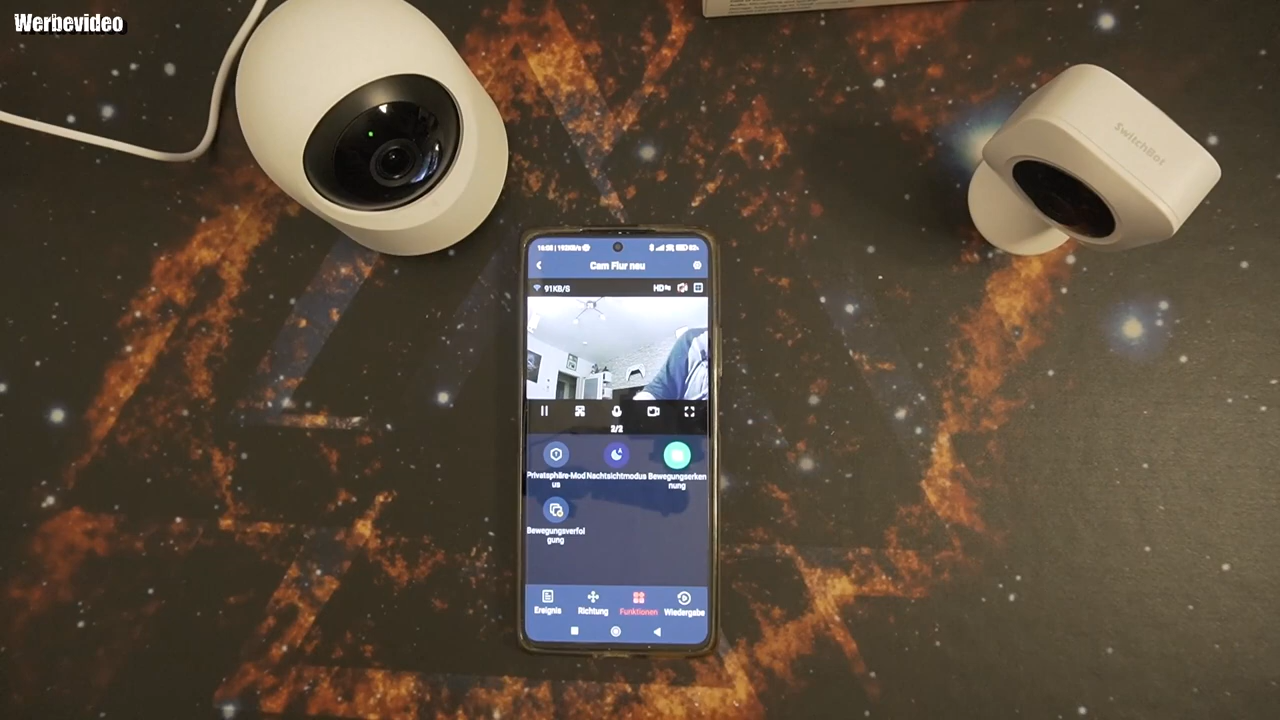 Werbevideo
SwitchBot
Cam Flur neu
91KB/S
HD
2/2
Privatsphäre-Mod
us
Nachtsichtmodus
Bewegungserken
nung
Bewegungsverfol
gung
Ereignis
Richtung
Funktionen
Wiedergabe